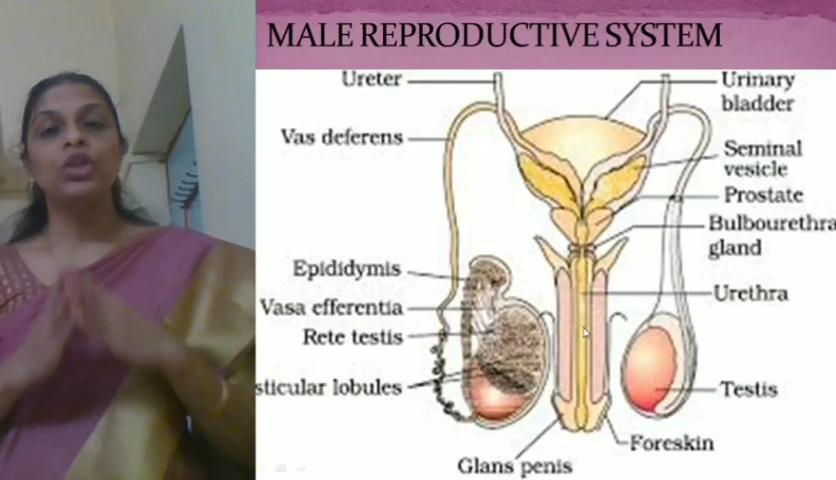 MALE REPRODUCTIVE SYSTEM
Ureter
Urinary
bladder
Vas deferens
Seminal
vesicle
Prostate
Bulbourethra
gland
Epididymis
Urethra
Vasa efferentia
Rete testis
sticular lobules
Testis
Foreskin
Glans penis